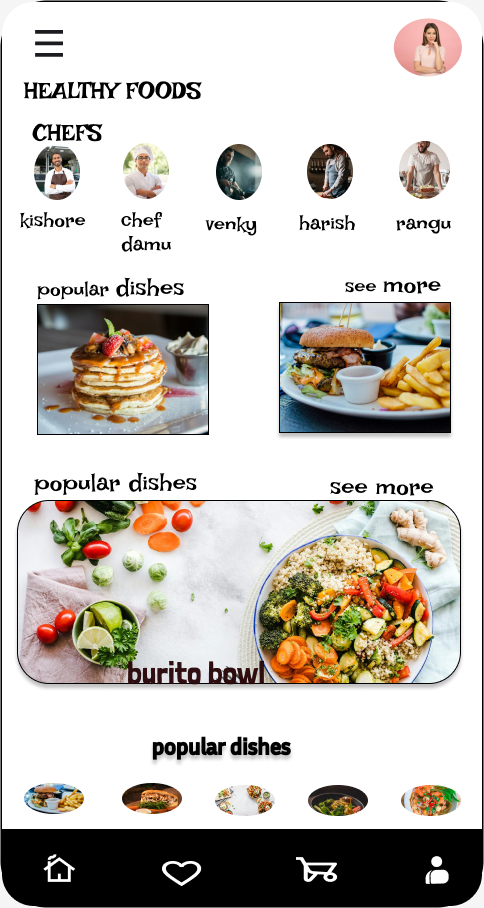 HEALTHY FOODS
CHEFS
kishore
chef
damu
venky
harish
rangu
popular dishes
see more
popular dishes
see more
burito bowl
popular dishes